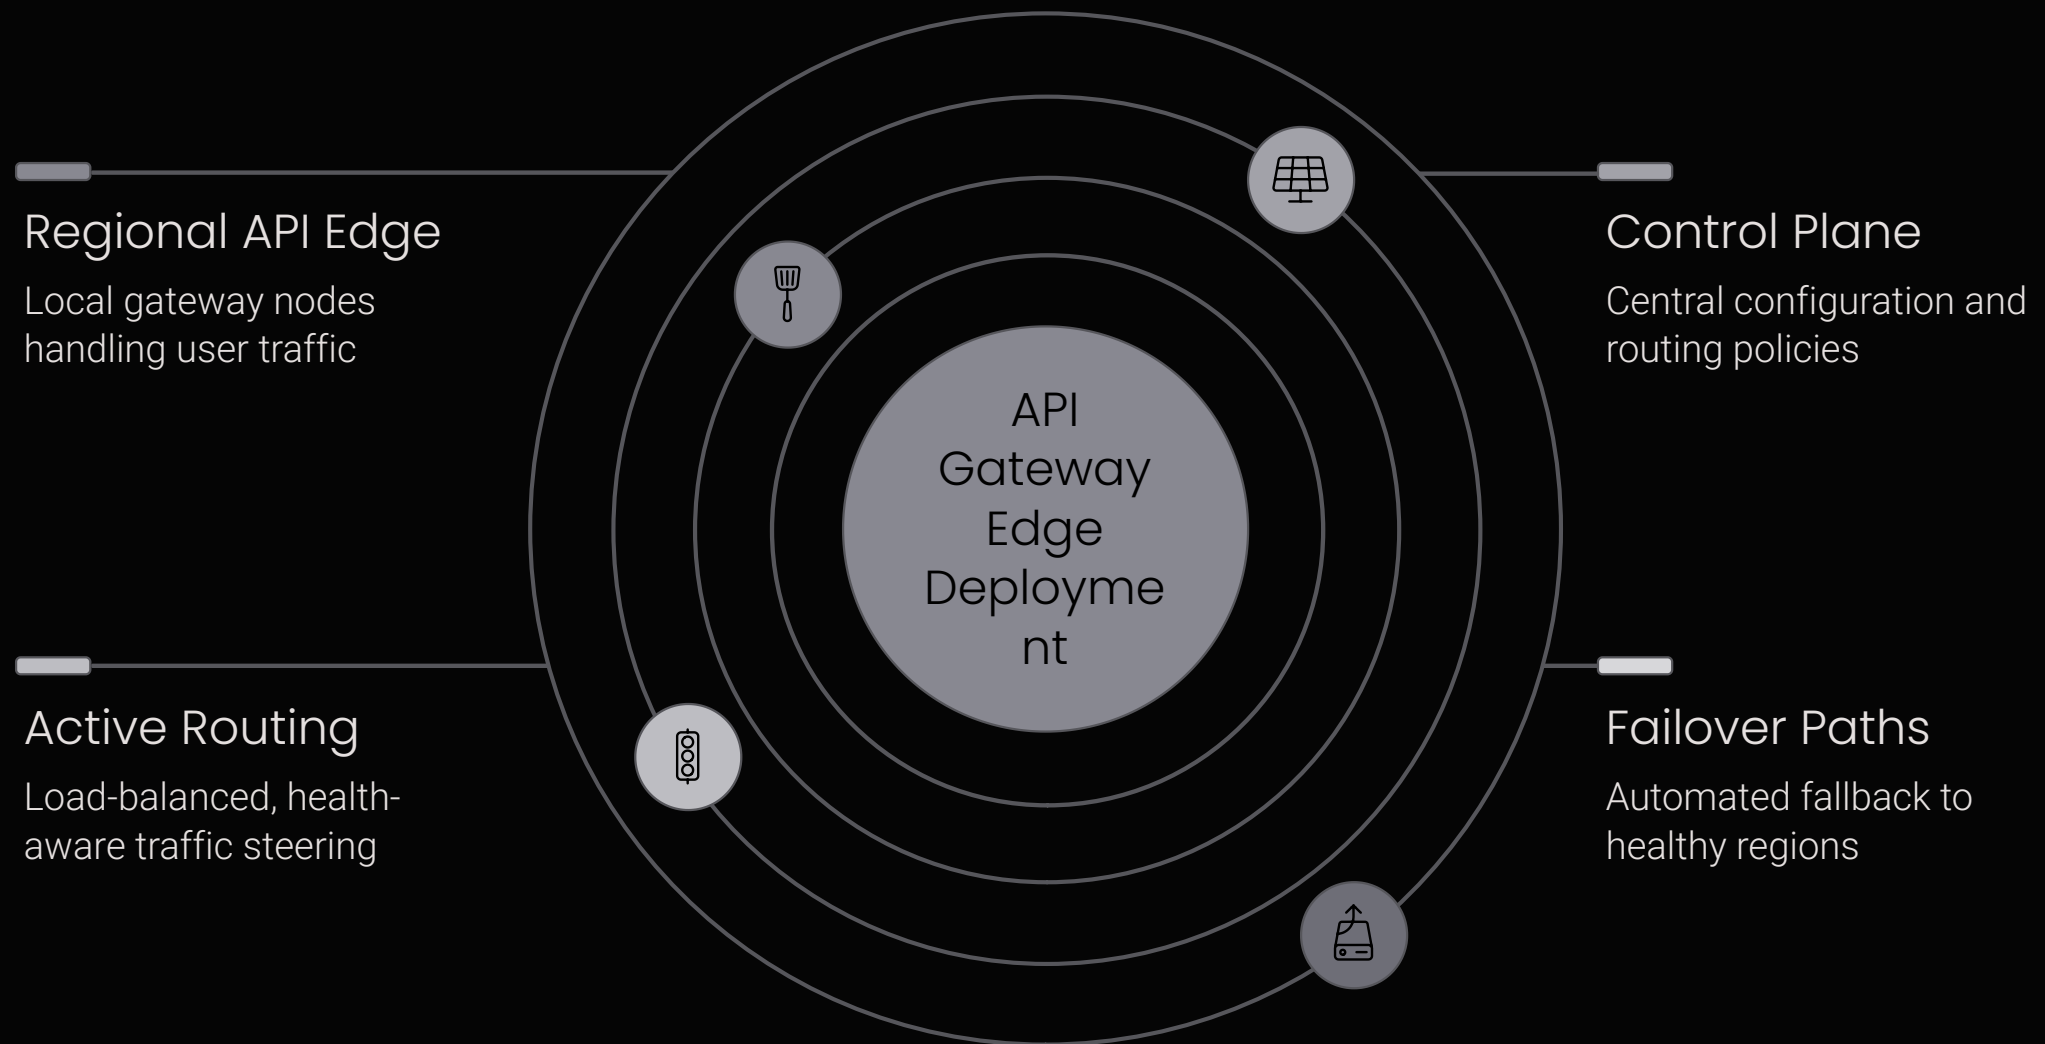 Regional API Edge
Local gateway nodes
handling user traffic
Control Plane
Central configuration and
routing policies
API
Gateway
Edge
Deployme
nt
Active Routing
Load-balanced, health-
aware traffic steering
Failover Paths
Automated fallback to
healthy regions